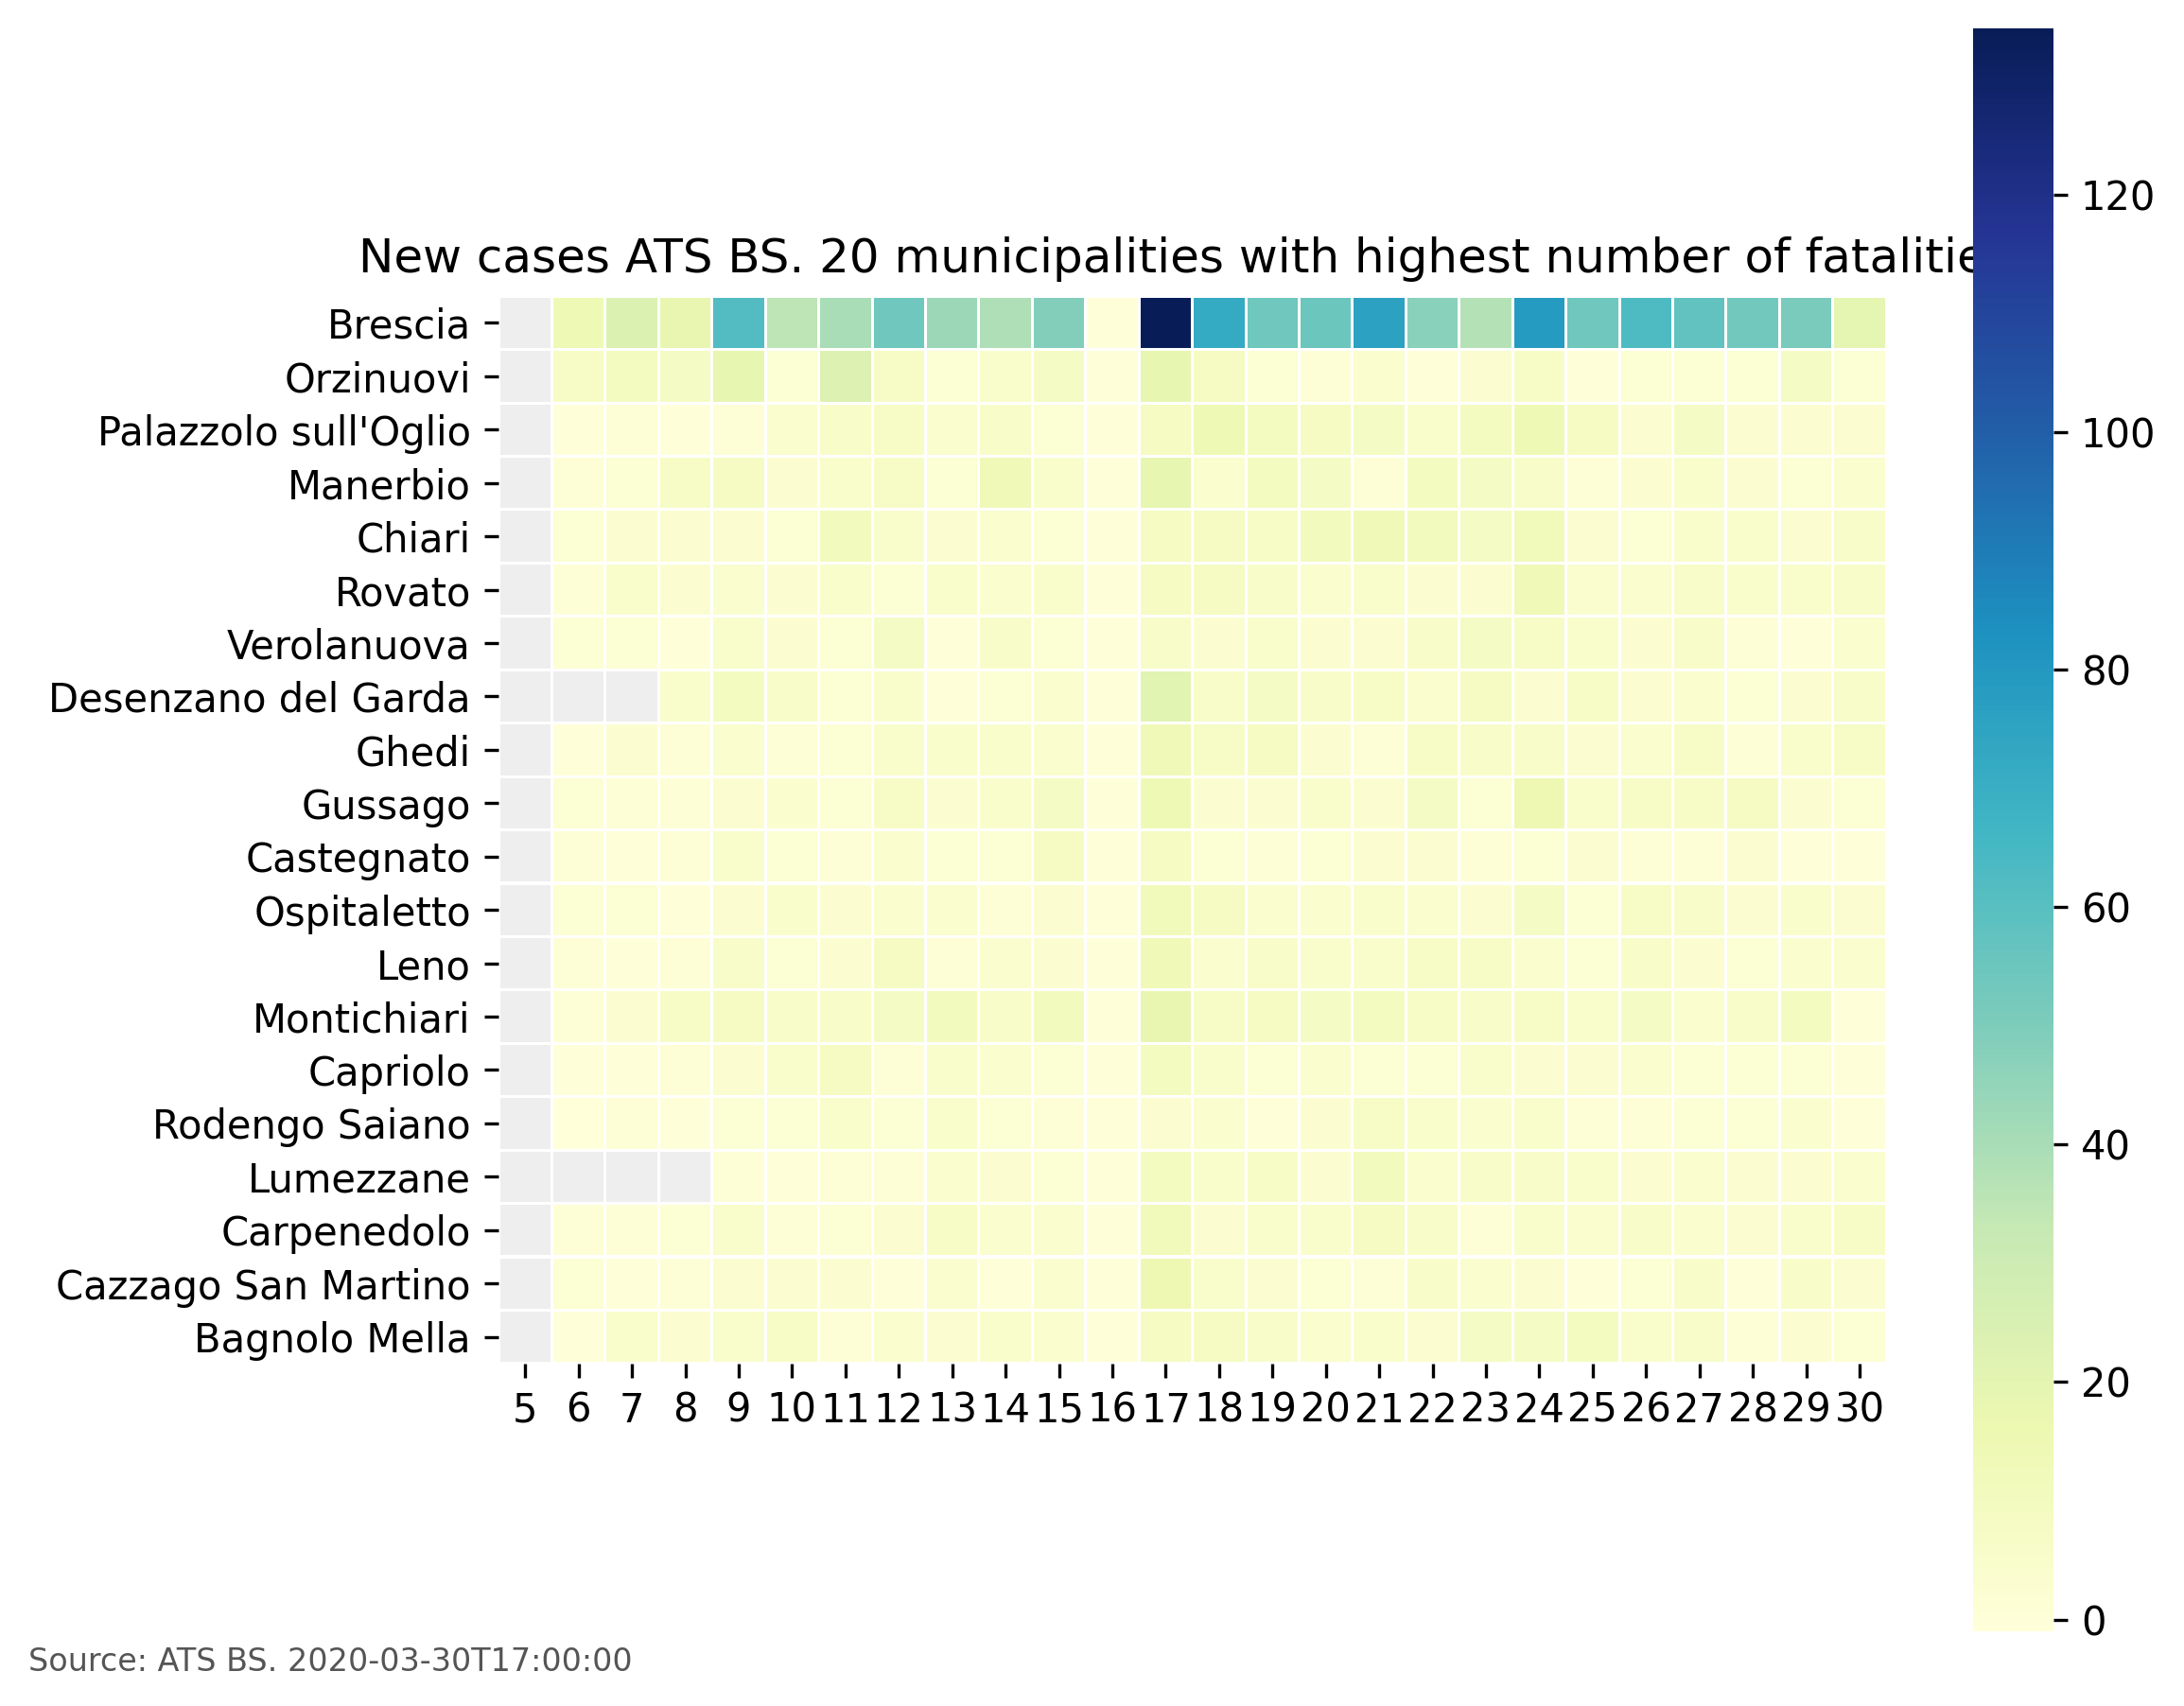 New cases ATS BS. 20 municipalities with highest number of fatalitie
Brescia
Orzinuovi
Palazzolo sull'Oglio
Manerbio
Chiari
Rovato
Verolanuova
Desenzano del Garda
Ghedi
Gussago
Castegnato
Ospitaletto
Leno
Montichiari
Capriolo
Rodengo Saiano
Lumezzane
Carpenedolo
Cazzago San Martino
Bagnolo Mella
5 6 7 8 9 10 11 12 13 14 15 16 17 18 19 20 21 22 23 24 25 26 27 28 29 30
120
100
80
60
40
20
0
Source: ATS BS. 2020-03-30T17:00:00